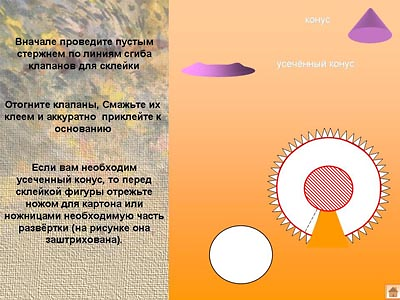 Вначале проведите пустым
стержнем по линиям сгиба
клапанов для склейки
Отогните клапаны, Смажьте их
клеем и аккуратно приклейте к
основанию
Если вам необходим
усеченный конус, то перед
склейкой фигуры отрежьте
ножом для картона или
ножницами необходимую часть
развёртки (на рисунке она
заштрихована).
конус
усечённый конус